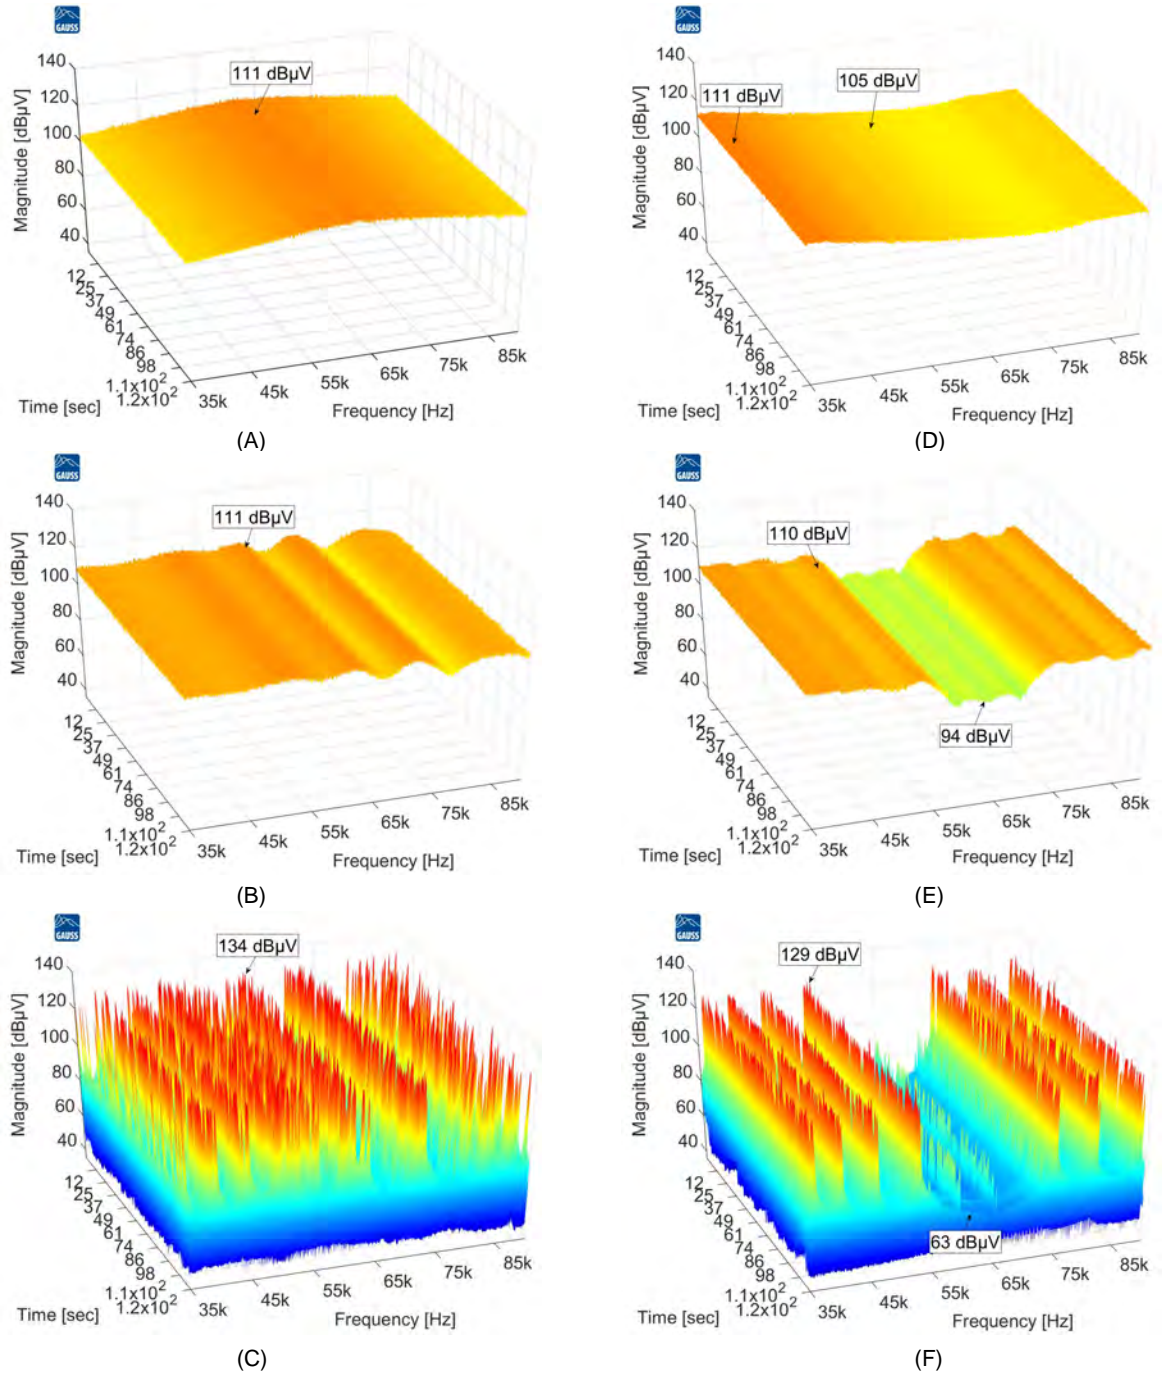 GAUSS
140
120
100
80
60
40
Magnitude [dBµV]
111 dBµV
12
25
37
49
61
74
86
98
1.1x10²
1.2x10²
Time [sec]
35k
45k
55k
65k
75k
85k
Frequency [Hz]
(A)
GAUSS
140
120
100
80
60
40
Magnitude [dBµV]
111 dBµV
105 dBµV
12
25
37
49
61
74
86
98
1.1x10²
1.2x10²
Time [sec]
35k
45k
55k
65k
75k
85k
Frequency [Hz]
(D)
GAUSS
140
120
100
80
60
40
Magnitude [dBµV]
111 dBµV
12
25
37
49
61
74
86
98
1.1x10²
1.2x10²
Time [sec]
35k
45k
55k
65k
75k
85k
Frequency [Hz]
(B)
GAUSS
140
120
100
80
60
40
Magnitude [dBµV]
110 dBµV
94 dBµV
12
25
37
49
61
74
86
98
1.1x10²
1.2x10²
Time [sec]
35k
45k
55k
65k
75k
85k
Frequency [Hz]
(E)
GAUSS
140
120
100
80
60
40
Magnitude [dBµV]
134 dBµV
12
25
37
49
61
74
86
98
1.1x10²
1.2x10²
Time [sec]
35k
45k
55k
65k
75k
85k
Frequency [Hz]
(C)
GAUSS
140
120
100
80
60
40
Magnitude [dBµV]
129 dBµV
63 dBµV
12
25
37
49
61
74
86
98
1.1x10²
1.2x10²
Time [sec]
35k
45k
55k
65k
75k
85k
Frequency [Hz]
(F)